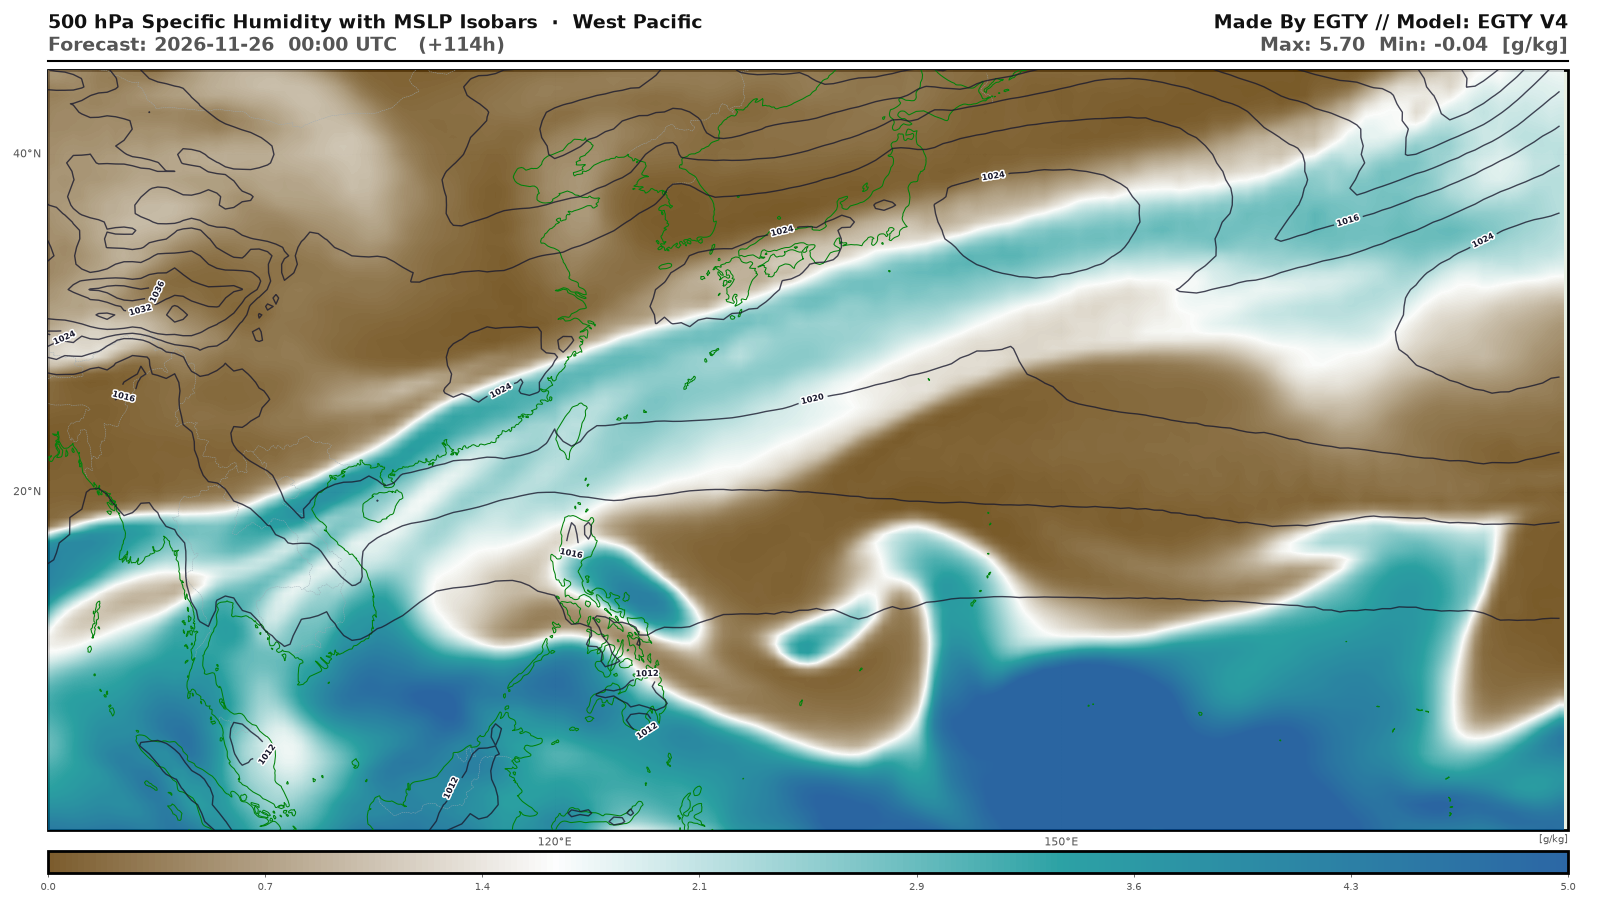 500 hPa Specific Humidity with MSLP Isobars · West Pacific
Made By EGTY // Model: EGTY V4
Forecast: 2026-11-26 00:00 UTC (+114h)
Max: 5.70 Min: -0.04 [g/kg]
40°N
1024
1016
1024
1024
1036
1032
1024
1024
1016
1020
20°N
1016
1012
1012
1012
1012
120°E
150°E
[g/kg]
0.0
0.7
1.4
2.1
2.9
3.6
4.3
5.0